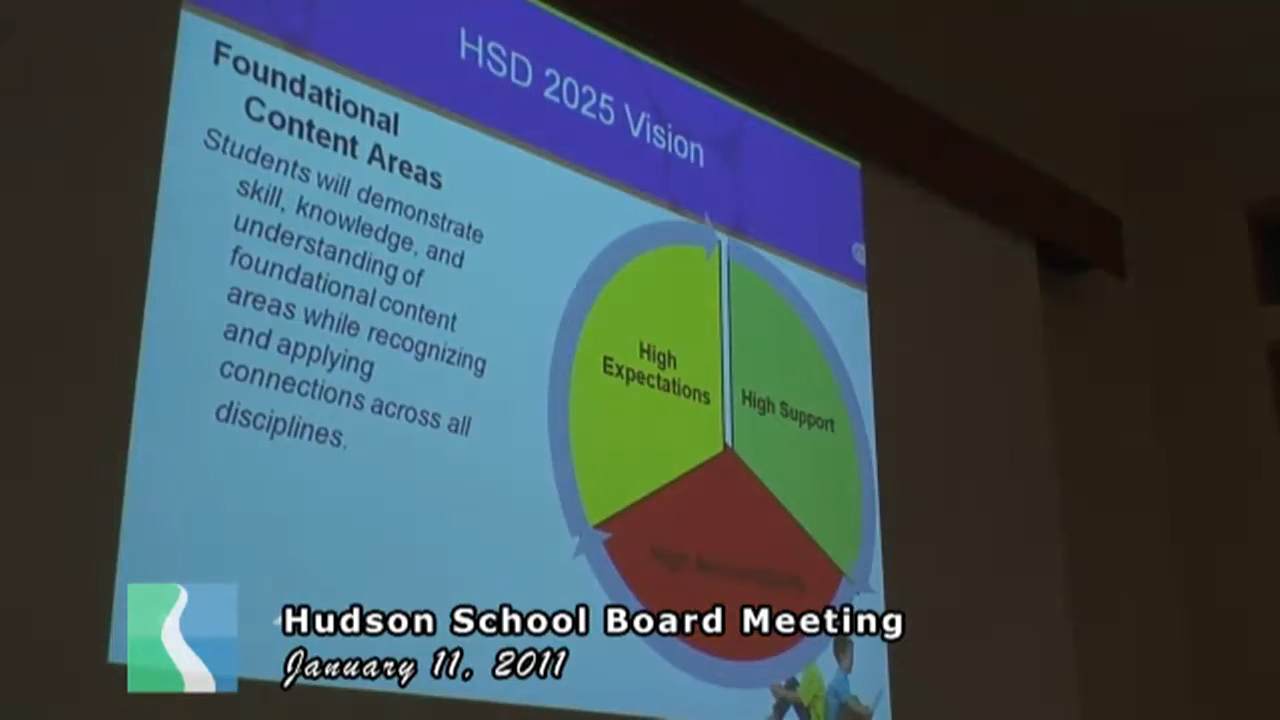 HSD 2025 Vision
Foundational
Content Areas
Students will demonstrate
skill, knowledge, and
understanding of
foundational content
areas while recognizing
and applying
connections across all
disciplines.
High
Expectations
High Support
Hudson School Board Meeting
January 11, 2011